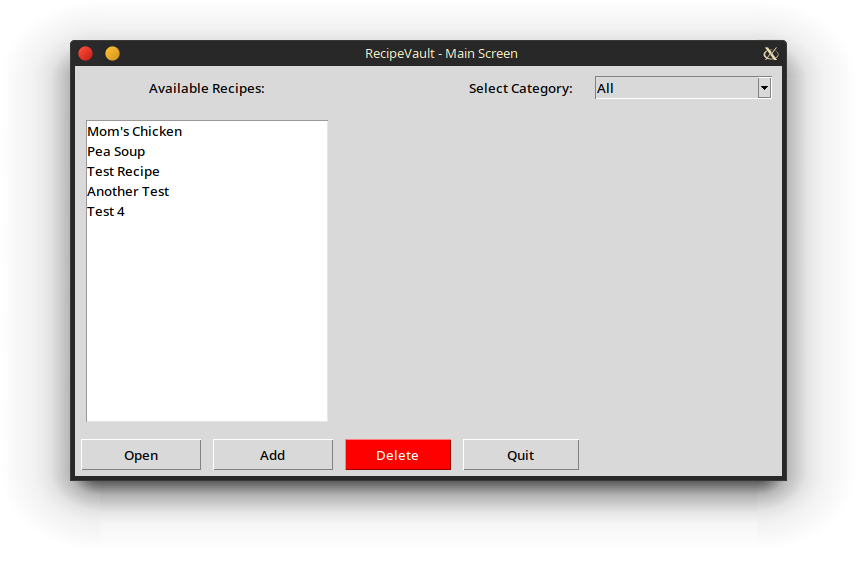 RecipeVault - Main Screen
Available Recipes:
Select Category:
All
Mom's Chicken
Pea Soup
Test Recipe
Another Test
Test 4
Open
Add
Delete
Quit